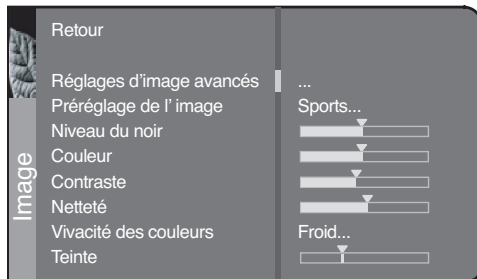 Image
Retour
Réglages d'image avancés ...
Préréglage de l' image Sports...
Niveau du noir
Couleur
Contraste
Netteté
Vivacité des couleurs Froid...
Teinte